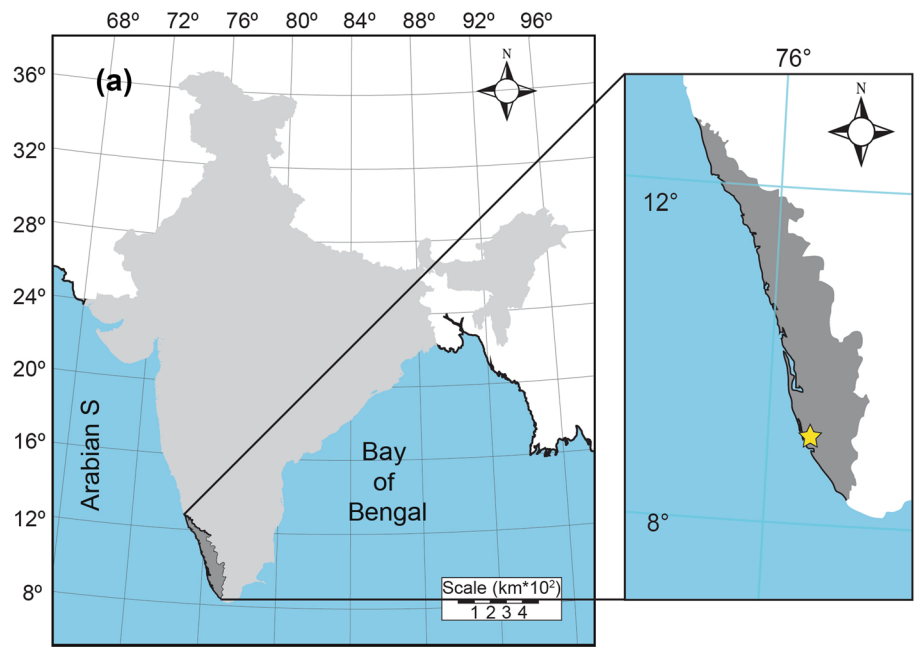 68º 72º 76º 80º 84º 88º 92º 96º
36º
(a)
N
32º
28º
24º
20º
16º
12º
8º
Arabian S
Bay
of
Bengal
Scale (km*10²)
1 2 3 4
76°
N
12°
8°